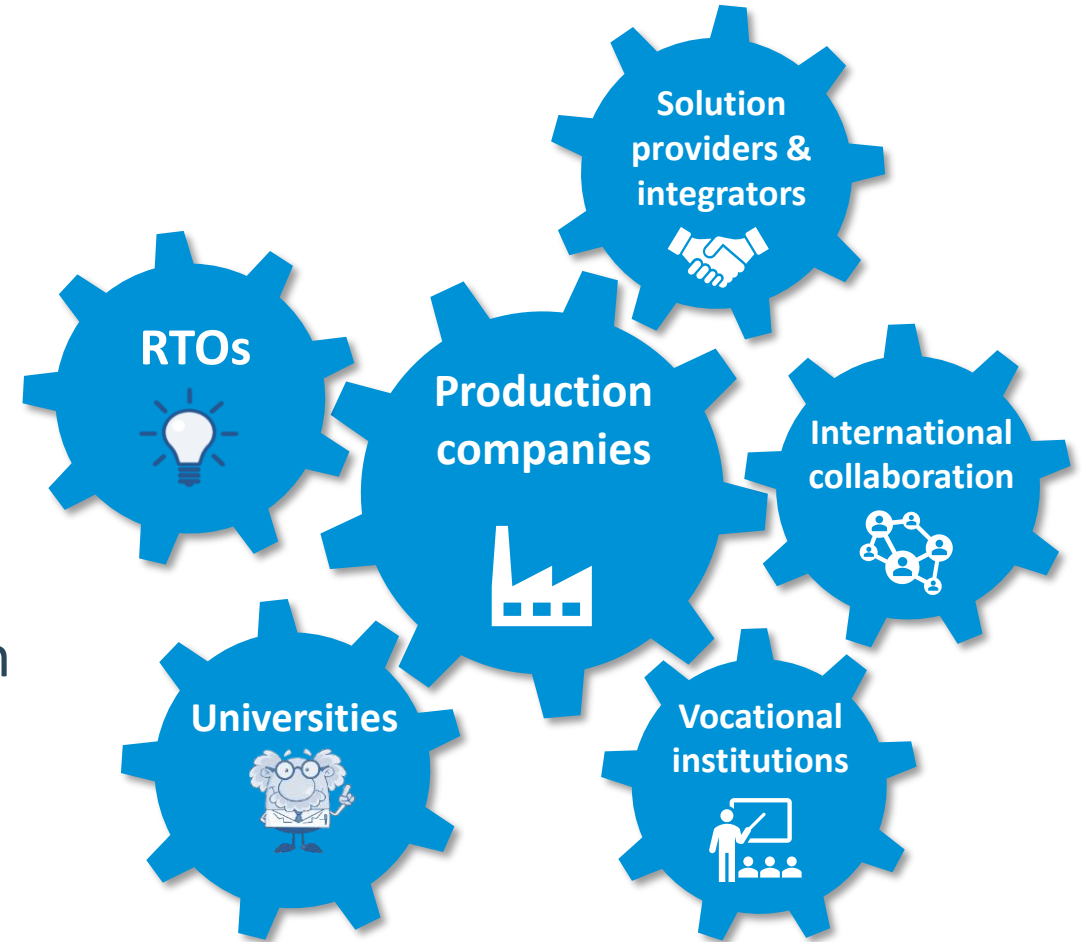 Solution
providers &
integrators
RTOs
Production
companies
International
collaboration
n
Universities
Vocational
institutions